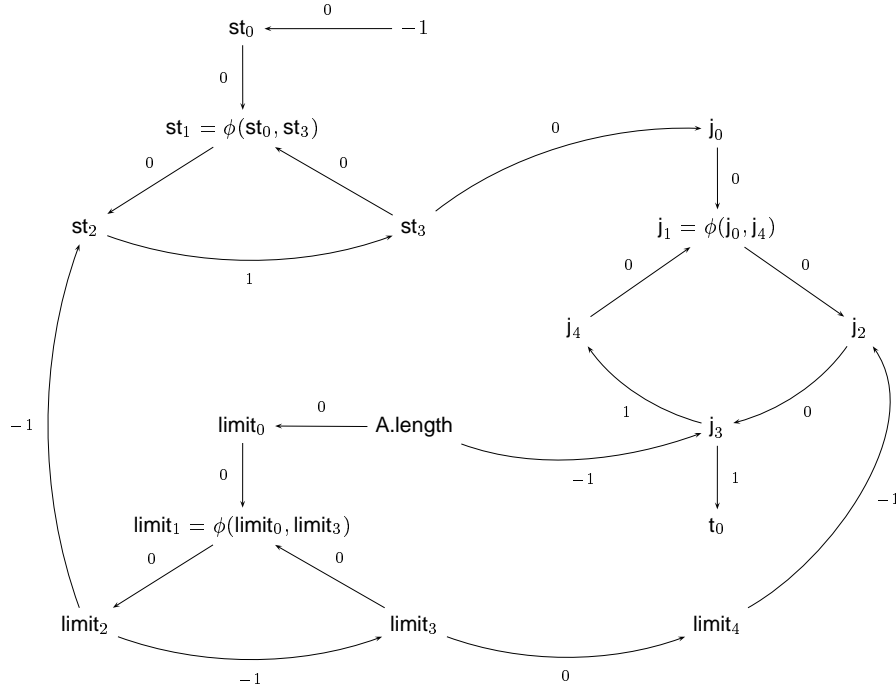 0
st₀ −1
0
st₁ = ϕ(st₀, st₃) 0 j₀
0 0 0
st₂ st₃ j₁ = ϕ(j₀, j₄)
1 0 0
j₄ j₂
0 1 0
−1 limit₀ A.length j₃
0 −1 1
−1
limit₁ = ϕ(limit₀, limit₃) t₀
0 0
limit₂ limit₃ limit₄
−1 0